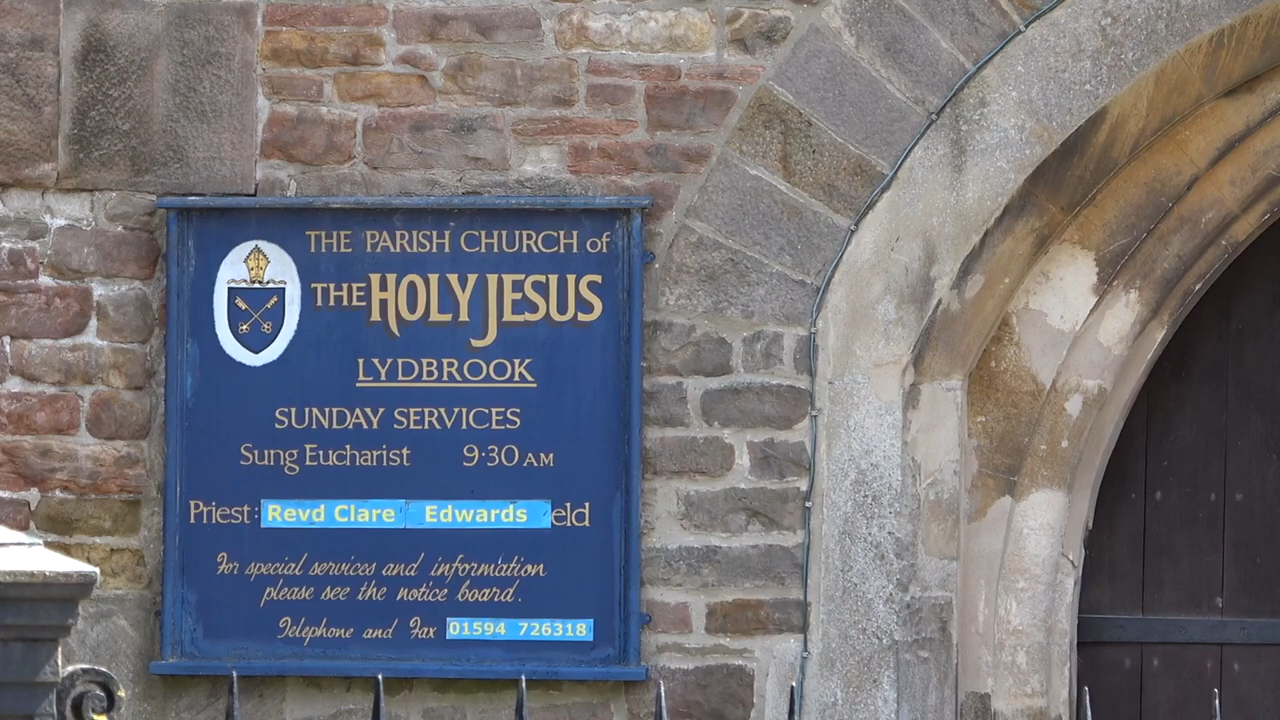 THE PARISH CHURCH of
THE HOLY JESUS
LYDBROOK
SUNDAY SERVICES
Sung Eucharist 9·30 AM
Priest: Revd Clare Edwards eld
For special services and information
please see the notice board.
Telephone and Fax 01594 726318